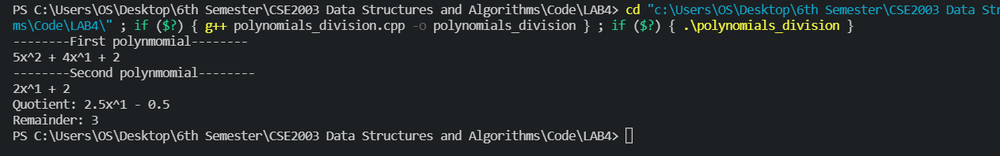 PS C:\Users\OS\Desktop\6th Semester\CSE2003 Data Structures and Algorithms\Code\LAB4> cd "c:\Users\OS\Desktop\6th Semester\CSE2003 Data Str
ms\Code\LAB4\" ; if ($?) { g++ polynomials_division.cpp -o polynomials_division } ; if ($?) { .\polynomials_division }
--------First polynmomial--------
5x^2 + 4x^1 + 2
--------Second polynmomial--------
2x^1 + 2
Quotient: 2.5x^1 - 0.5
Remainder: 3
PS C:\Users\OS\Desktop\6th Semester\CSE2003 Data Structures and Algorithms\Code\LAB4>